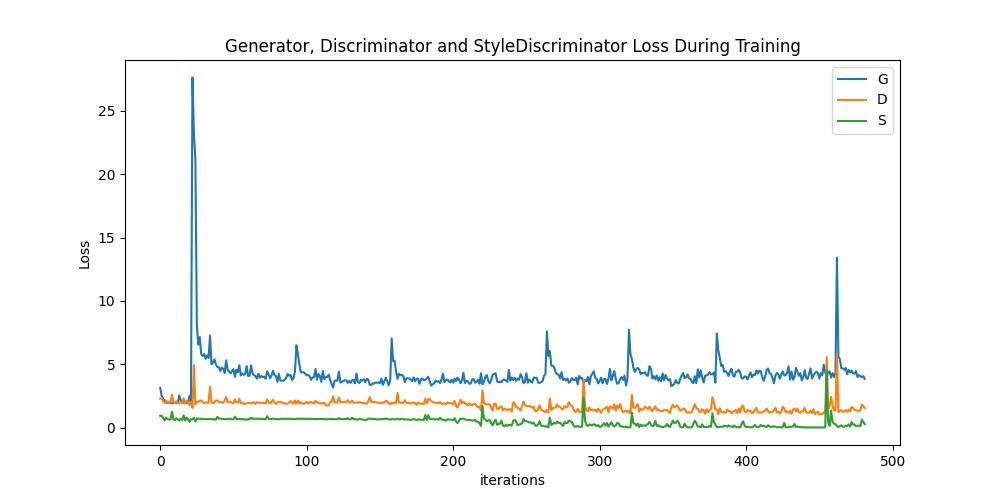 Generator, Discriminator and StyleDiscriminator Loss During Training
G
D
S
25
20
15
10
5
0
Loss
0 100 200 300 400 500
iterations